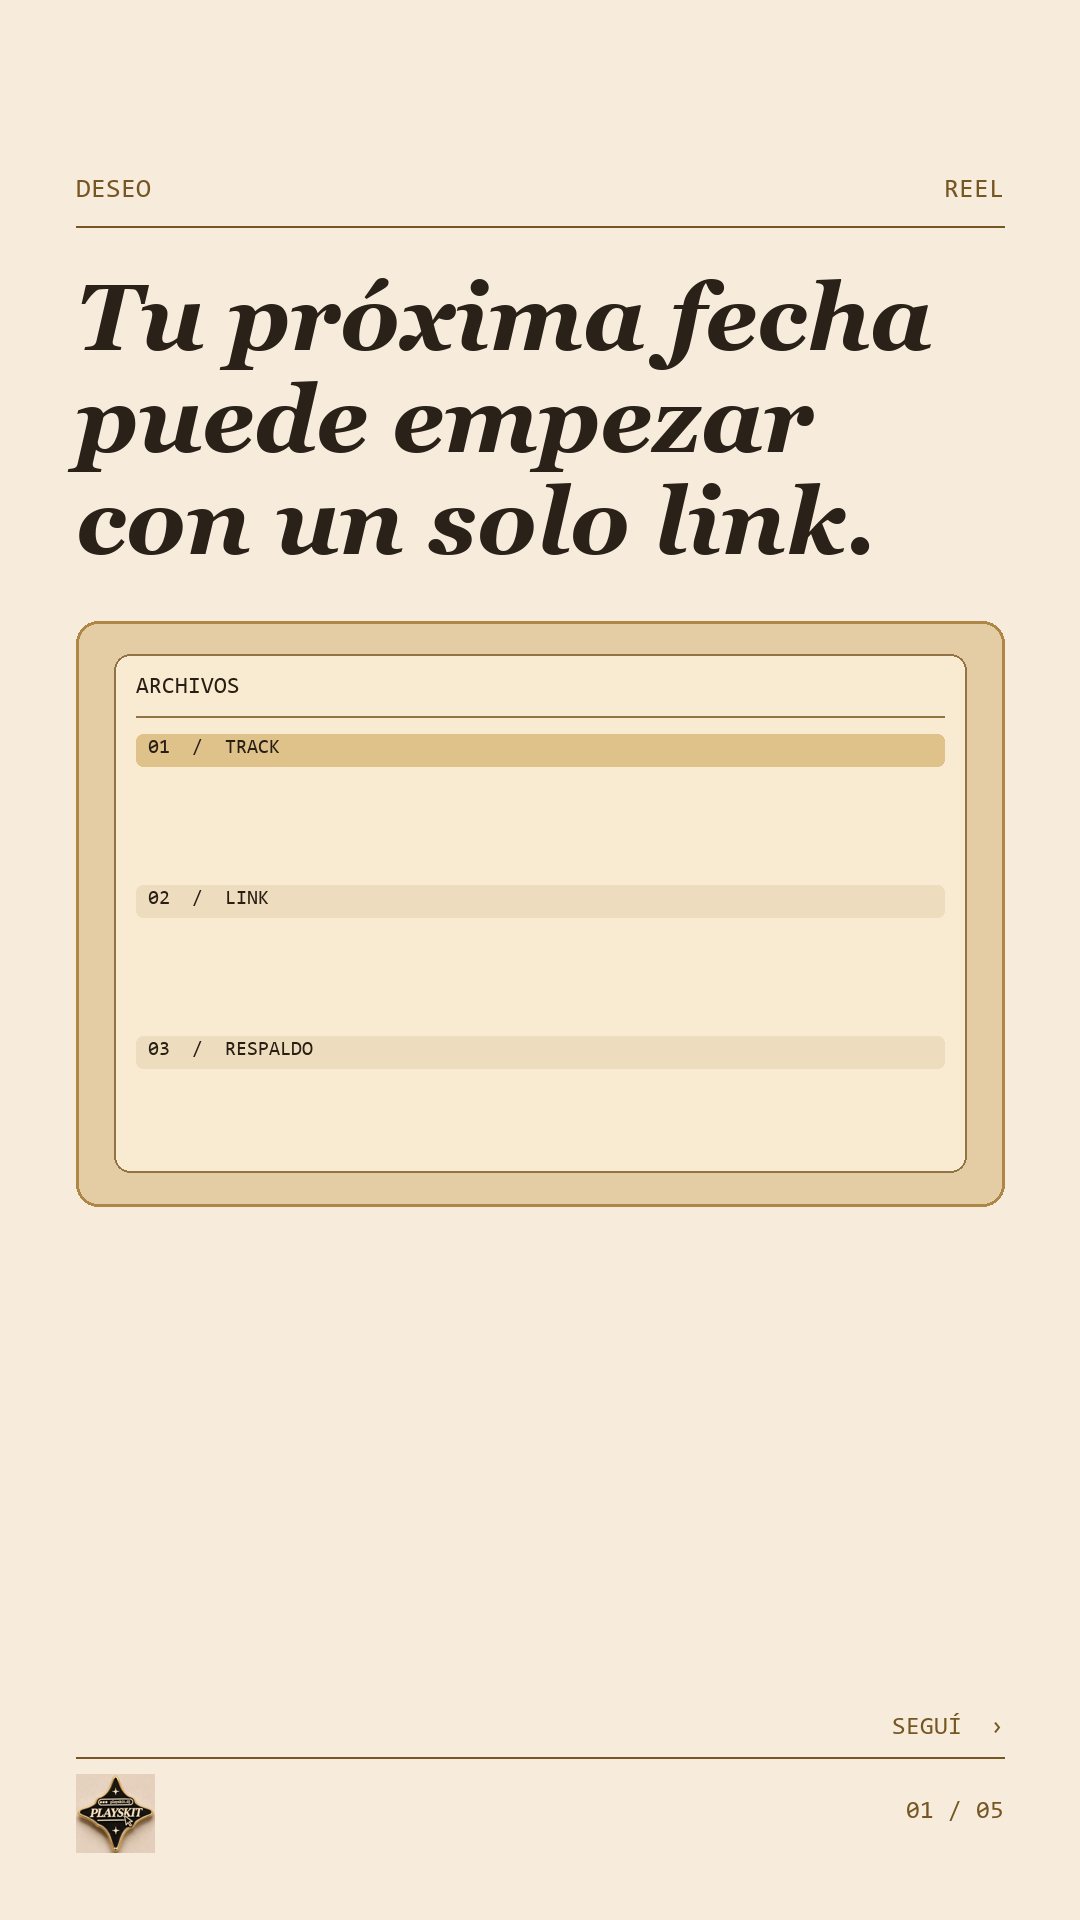 DESEO
REEL
Tu próxima fecha
puede empezar
con un solo link.
ARCHIVOS
01 / TRACK
02 / LINK
03 / RESPALDO
SEGUÍ ›
PLAYSKIT
01 / 05